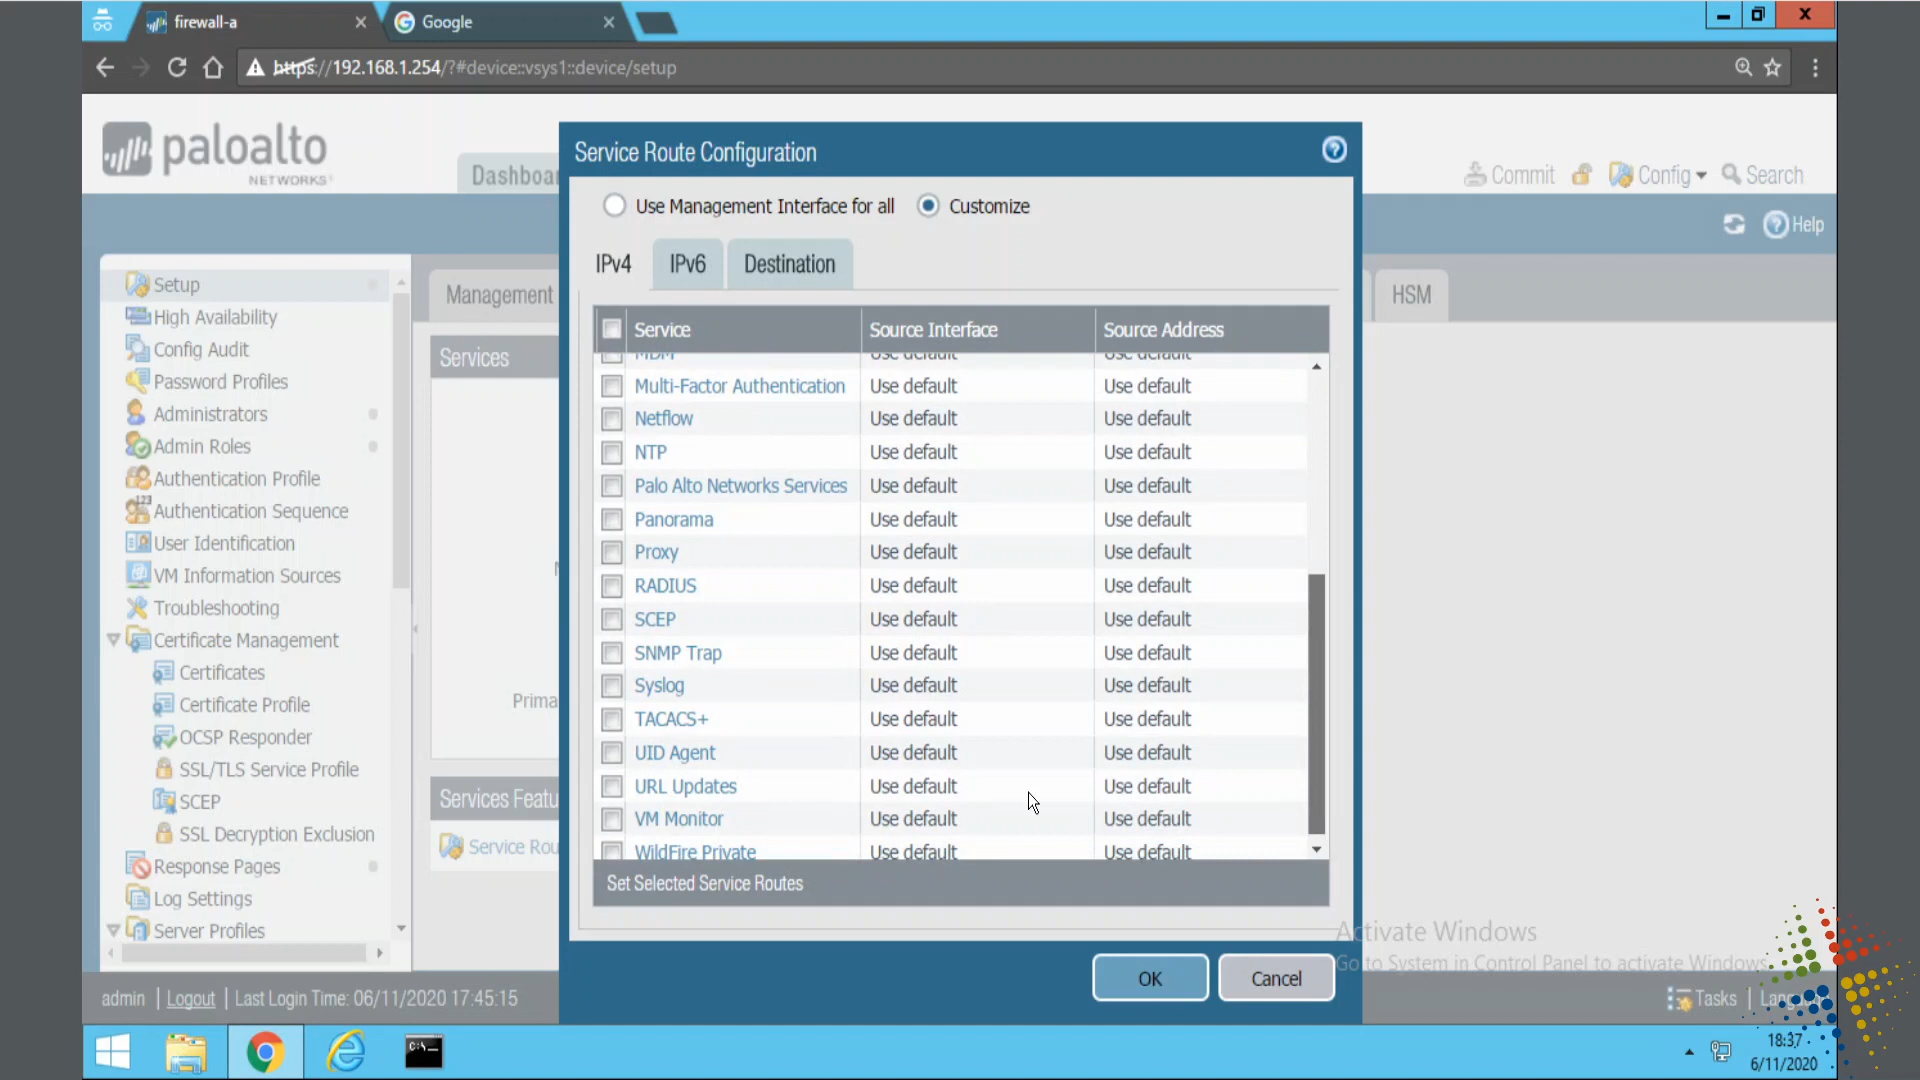 firewall-a
Google
https://192.168.1.254/?#device::vsys1::device/setup
paloalto
NETWORKS
Dashboar
Commit
Config
Search
Help
Service Route Configuration
Use Management Interface for all
Customize
IPv4
IPv6
Destination
Service
Source Interface
Source Address
MDM Use default Use default
Multi-Factor Authentication Use default Use default
Netflow Use default Use default
NTP Use default Use default
Palo Alto Networks Services Use default Use default
Panorama Use default Use default
Proxy Use default Use default
RADIUS Use default Use default
SCEP Use default Use default
SNMP Trap Use default Use default
Syslog Use default Use default
TACACS+ Use default Use default
UID Agent Use default Use default
URL Updates Use default Use default
VM Monitor Use default Use default
WildFire Private Use default Use default
Set Selected Service Routes
OK
Cancel
Setup
High Availability
Config Audit
Password Profiles
Administrators
Admin Roles
Authentication Profile
123
Authentication Sequence
User Identification
VM Information Sources
Troubleshooting
Certificate Management
Certificates
Certificate Profile
OCSP Responder
SSL/TLS Service Profile
SCEP
SSL Decryption Exclusion
Response Pages
Log Settings
Server Profiles
Management
HSM
Services
Prima
Services Featu
Service Rou
Activate Windows
Go to System in Control Panel to activate Windows.
admin | Logout | Last Login Time: 06/11/2020 17:45:15
Tasks | Language
C:\
18:37
6/11/2020